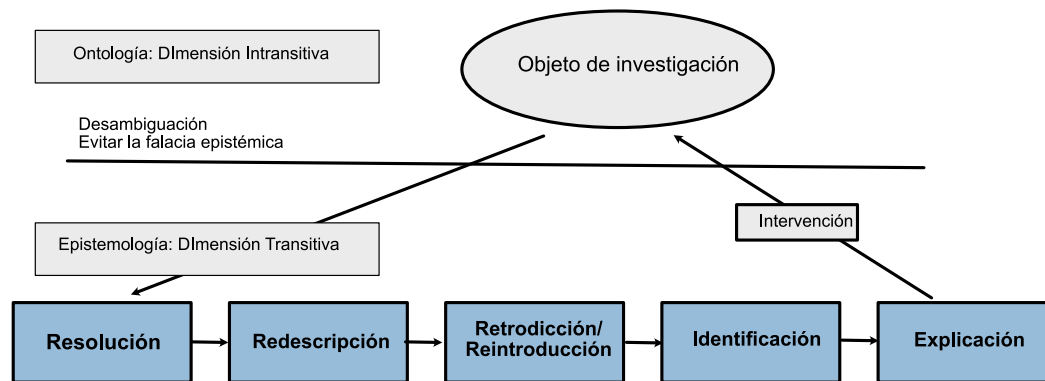 Ontología: DImensión Intransitiva
Objeto de investigación
Desambiguación
Evitar la falacia epistémica
Intervención
Epistemología: DImensión Transitiva
Resolución
Redescripción
Retrodicción/
Reintroducción
Identificación
Explicación